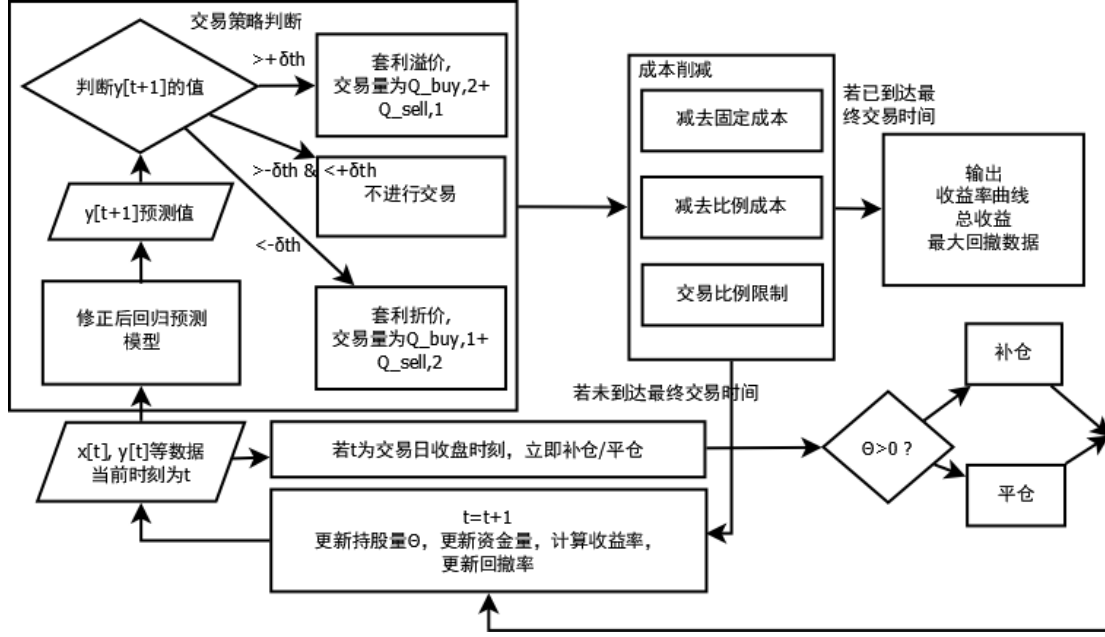 交易策略判断
判断y[t+1]的值
>+δth
套利溢价,
交易量为Q_buy,2+
Q_sell,1
>-δth & <+δth
不进行交易
<-δth
套利折价,
交易量为Q_buy,1+
Q_sell,2
y[t+1]预测值
修正后回归预测
模型
成本削减
减去固定成本
减去比例成本
交易比例限制
若已到达最
终交易时间
输出
收益率曲线
总收益
最大回撤数据
若未到达最终交易时间
x[t], y[t]等数据
当前时刻为t
若t为交易日收盘时刻，立即补仓/平仓
Θ>0 ?
补仓
平仓
t=t+1
更新持股量Θ，更新资金量，计算收益率，
更新回撤率